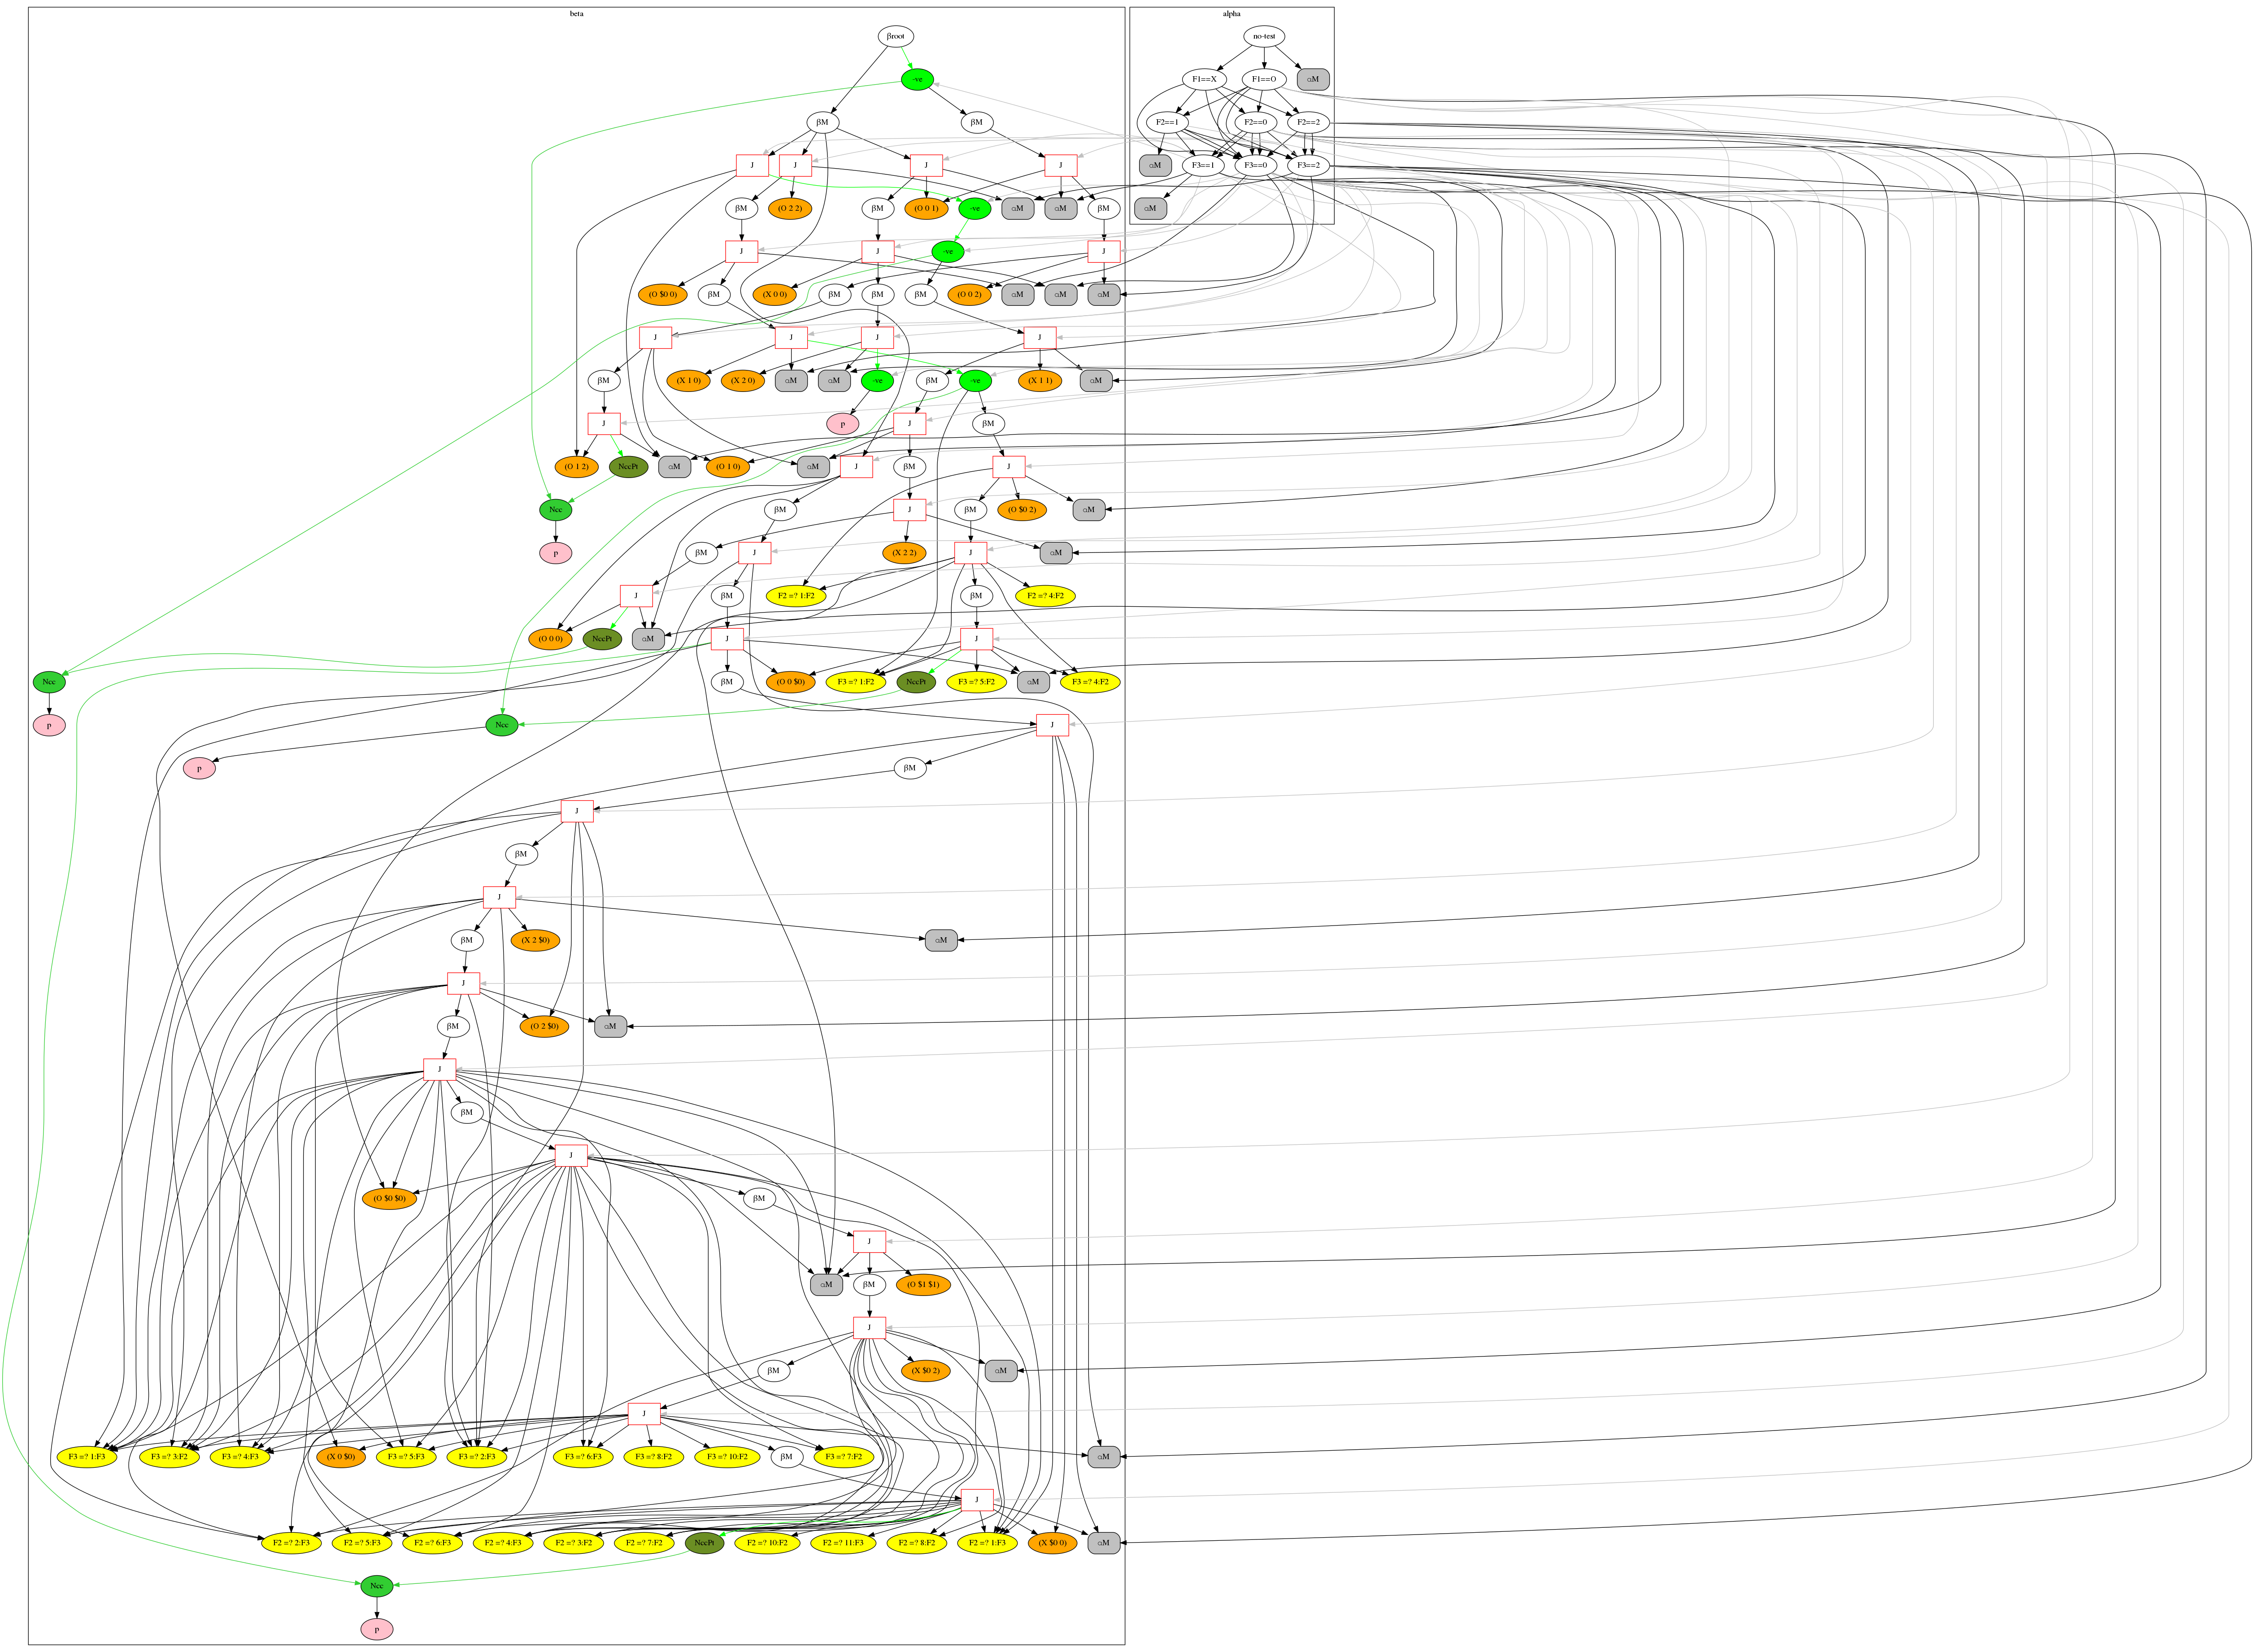 beta
alpha
βroot
no-test
-ve
F1==X
F1==O
αM
βM
βM
F2==1
F2==0
F2==2
J
J
J
J
αM
F3==1
F3==0
F3==2
βM
(O 2 2)
βM
(O 0 1)
-ve
αM
αM
βM
αM
J
J
-ve
J
(O $0 0)
βM
(X 0 0)
βM
βM
βM
(O 0 2)
αM
αM
αM
J
J
J
J
βM
(X 1 0)
(X 2 0)
αM
αM
-ve
βM
-ve
(X 1 1)
αM
J
p
J
βM
(O 1 2)
NccPt
αM
(O 1 0)
αM
J
βM
J
Ncc
βM
J
βM
(O $0 2)
αM
p
βM
J
(X 2 2)
J
αM
J
βM
F2 =? 1:F2
βM
F2 =? 4:F2
(O 0 0)
NccPt
αM
J
J
Ncc
βM
(O 0 $0)
F3 =? 1:F2
NccPt
F3 =? 5:F2
αM
F3 =? 4:F2
p
Ncc
J
p
βM
J
βM
J
βM
(X 2 $0)
αM
J
βM
(O 2 $0)
αM
J
βM
J
(O $0 $0)
βM
J
αM
βM
(O $1 $1)
J
βM
(X $0 2)
αM
J
F3 =? 1:F3
F3 =? 3:F2
F3 =? 4:F3
(X 0 $0)
F3 =? 5:F3
F3 =? 2:F3
F3 =? 6:F3
F3 =? 8:F2
F3 =? 10:F2
βM
F3 =? 7:F2
αM
J
F2 =? 2:F3
F2 =? 5:F3
F2 =? 6:F3
F2 =? 4:F3
F2 =? 3:F2
F2 =? 7:F2
NccPt
F2 =? 10:F2
F2 =? 11:F3
F2 =? 8:F2
F2 =? 1:F3
(X $0 0)
αM
Ncc
p